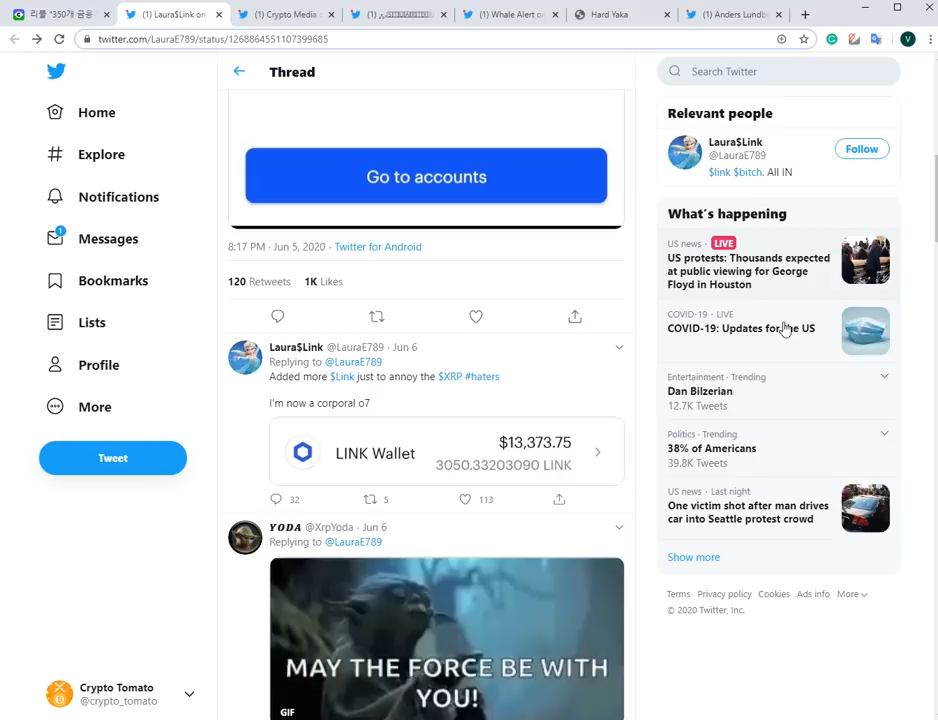 리플 "350개 금융
(1) Laura$Link on
(1) Crypto Media
(1)
(1) Whale Alert on
Hard Yaka
(1) Anders Lundb
twitter.com/LauraE789/status/1268864551107399685
V
Thread
Search Twitter
Home
Explore
Notifications
1
Messages
Bookmarks
Lists
Profile
More
Tweet
Crypto Tomato
@crypto_tomato
Go to accounts
8:17 PM · Jun 5, 2020 · Twitter for Android
120 Retweets 1K Likes
Laura$Link @LauraE789 · Jun 6
Replying to @LauraE789
Added more $Link just to annoy the $XRP #haters
I'm now a corporal o7
LINK Wallet
$13,373.75
3050.33203090 LINK
32 5 113
YODA @XrpYoda · Jun 6
Replying to @LauraE789
MAY THE FORCE BE WITH
YOU!
GIF
Relevant people
Laura$Link
@LauraE789
Follow
$link $bitch. All IN
What's happening
US news · LIVE
US protests: Thousands expected
at public viewing for George
Floyd in Houston
COVID-19 · LIVE
COVID-19: Updates for the US
Entertainment · Trending
Dan Bilzerian
12.7K Tweets
Politics · Trending
38% of Americans
39.8K Tweets
US news · Last night
One victim shot after man drives
car into Seattle protest crowd
Show more
Terms Privacy policy Cookies Ads info More
© 2020 Twitter, Inc.